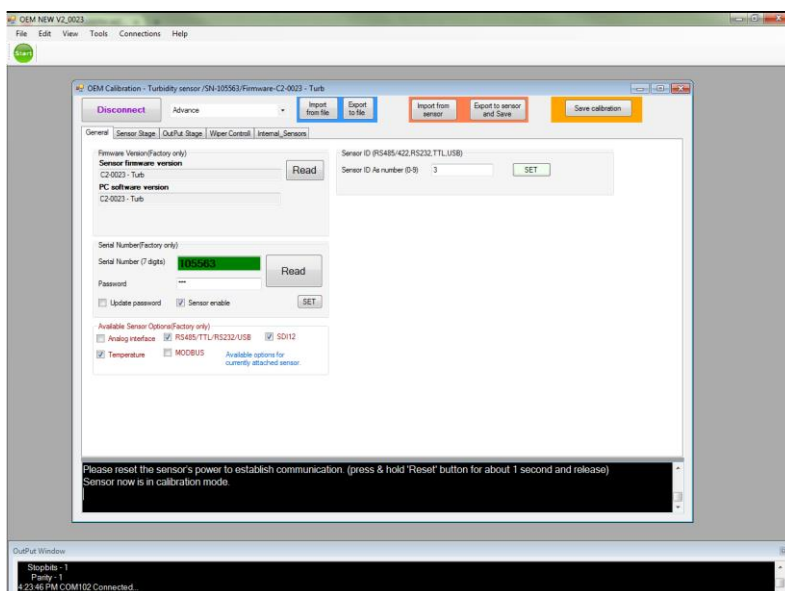 OEM NEW V2_0023
File Edit View Tools Connections Help
Start
OEM Calibration - Turbidity sensor /SN-105563/Firmware-C2-0023 - Turb
Disconnect Advance Import from file Export to file Import from sensor Export to sensor and Save Save calibration
General Sensor Stage OutPut Stage Wiper Controll Internal_Sensors
Firmware Version(Factory only)
Sensor firmware version
C2-0023 - Turb
Read
PC software version
C2-0023 - Turb
Sensor ID (RS485/422,RS232,TTL,USB)
Sensor ID As number (0-9) 3 SET
Serial Number(Factory only)
Serial Number (7 digits) 105563
Read
Password ***
Update password Sensor enable SET
Available Sensor Options(Factory only)
Analog interface RS485/TTL/RS232/USB SDI12
Temperature MODBUS Available options for
currently attached sensor.
Please reset the sensor's power to establish communication. (press & hold 'Reset' button for about 1 second and release)
Sensor now is in calibration mode.
OutPut Window
Stopbits - 1
Parity - 1
4:23:46 PM COM102 Connected...